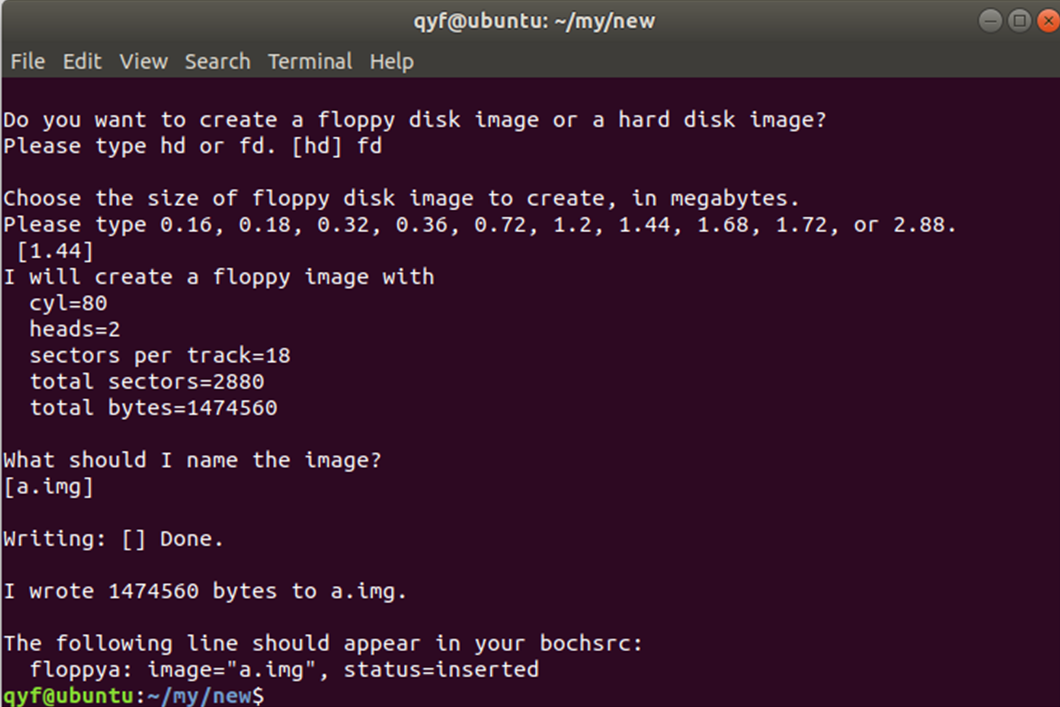 qyf@ubuntu: ~/my/new
File Edit View Search Terminal Help
Do you want to create a floppy disk image or a hard disk image?
Please type hd or fd. [hd] fd
Choose the size of floppy disk image to create, in megabytes.
Please type 0.16, 0.18, 0.32, 0.36, 0.72, 1.2, 1.44, 1.68, 1.72, or 2.88.
[1.44]
I will create a floppy image with
cyl=80
heads=2
sectors per track=18
total sectors=2880
total bytes=1474560
What should I name the image?
[a.img]
Writing: [] Done.
I wrote 1474560 bytes to a.img.
The following line should appear in your bochsrc:
floppya: image="a.img", status=inserted
qyf@ubuntu:~/my/new$